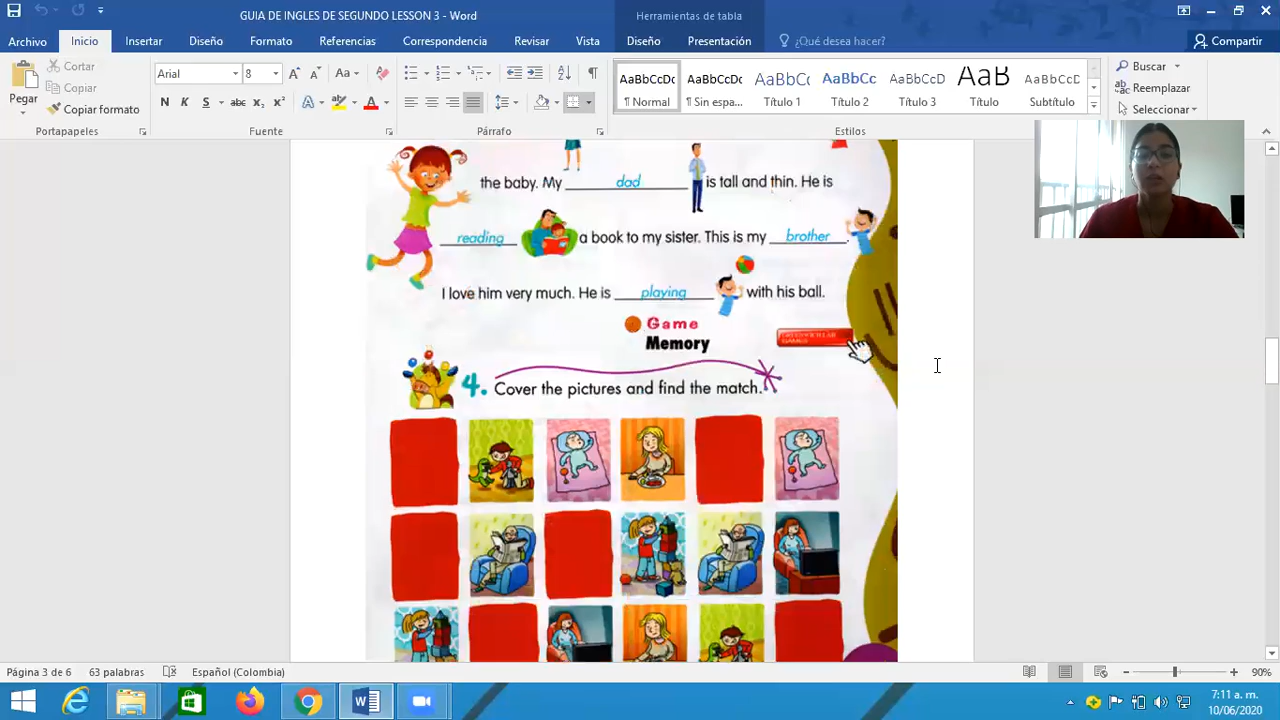 GUIA DE INGLES DE SEGUNDO LESSON 3 - Word
Herramientas de tabla
Archivo Inicio Insertar Diseño Formato Referencias Correspondencia Revisar Vista Diseño Presentación ¿Qué desea hacer? Compartir
Pegar
Cortar
Copiar
Copiar formato
Portapapeles
Arial 8
N K S abc x₂ x²
Aa
A
Fuente
Párrafo
AaBbCcDc AaBbCcDc AaBbCc AaBbCc AaBbCcD AaB AaBbCcD
¶ Normal ¶ Sin espa... Título 1 Título 2 Título 3 Título Subtítulo
Estilos
Buscar
Reemplazar
Seleccionar
the baby. My dad is tall and thin. He is
reading a book to my sister. This is my brother.
I love him very much. He is playing with his ball.
Game
Memory
4. Cover the pictures and find the match.
Página 3 de 6 63 palabras Español (Colombia) 90%
7:11 a. m.
10/06/2020